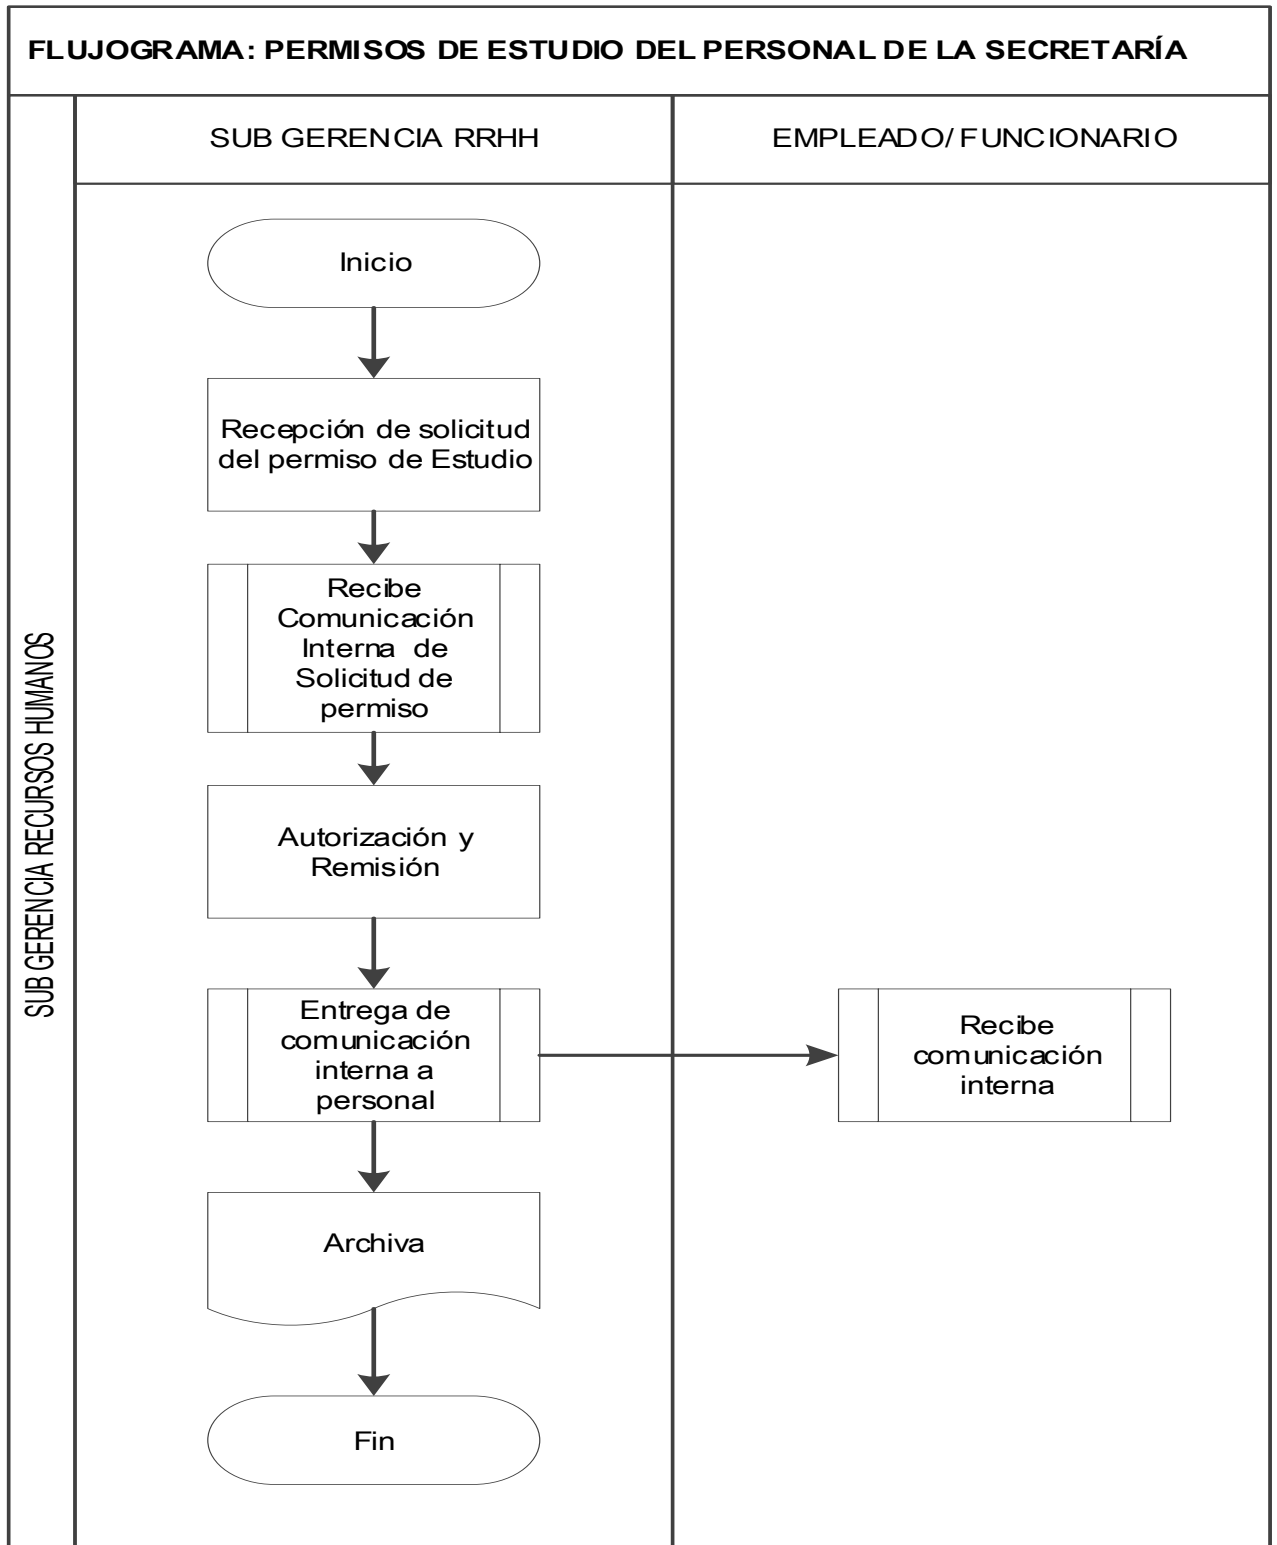 FLUJOGRAMA: PERMISOS DE ESTUDIO DEL PERSONAL DE LA SECRETARÍA
SUB GERENCIA RRHH
EMPLEADO/ FUNCIONARIO
SUB GERENCIA RECURSOS HUMANOS
Inicio
Recepción de solicitud
del permiso de Estudio
Recibe
Comunicación
Interna de
Solicitud de
permiso
Autorización y
Remisión
Entrega de
comunicación
interna a
personal
Recibe
comunicación
interna
Archiva
Fin